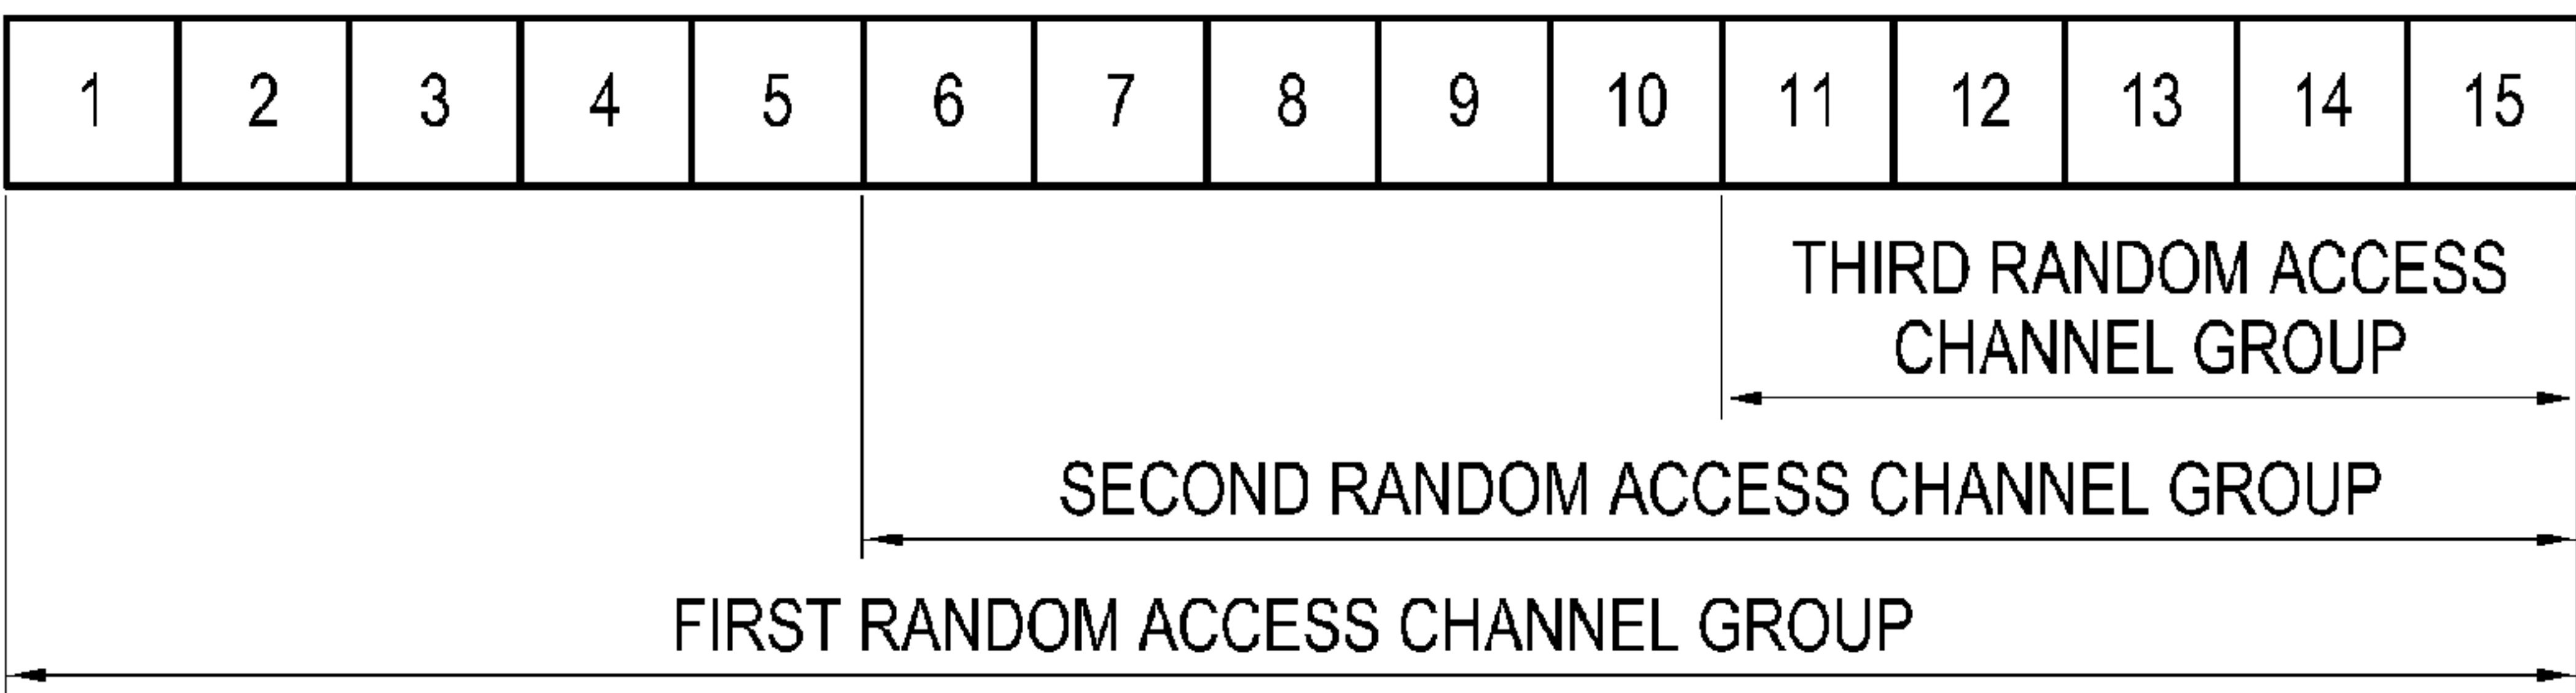 1 2 3 4 5 6 7 8 9 10 11 12 13 14 15
THIRD RANDOM ACCESS
CHANNEL GROUP
SECOND RANDOM ACCESS CHANNEL GROUP
FIRST RANDOM ACCESS CHANNEL GROUP